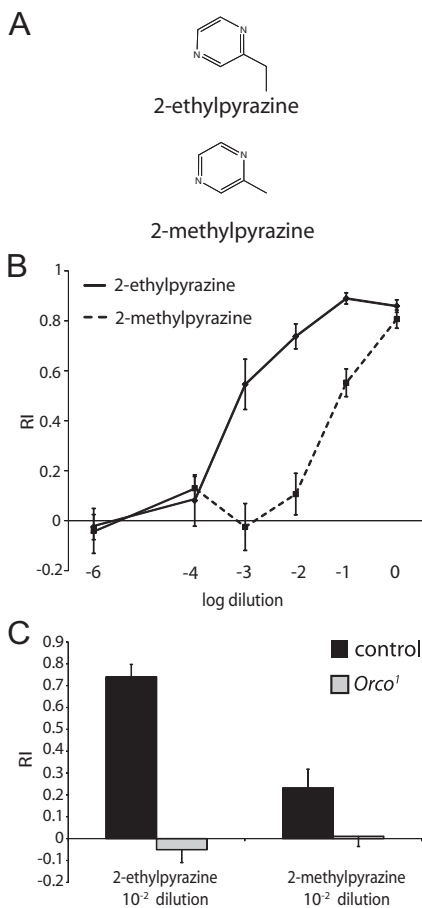 A
N
N
2-ethylpyrazine
N
N
2-methylpyrazine
B
1
0.8
0.6
0.4
0.2
0
-0.2
RI
2-ethylpyrazine
2-methylpyrazine
-6 -4 -3 -2 -1 0
log dilution
C
0.9
0.8
0.7
0.6
0.5
0.4
0.3
0.2
0.1
0
-0.1
-0.2
RI
control
Orco¹
2-ethylpyrazine 2-methylpyrazine
10⁻² dilution 10⁻² dilution